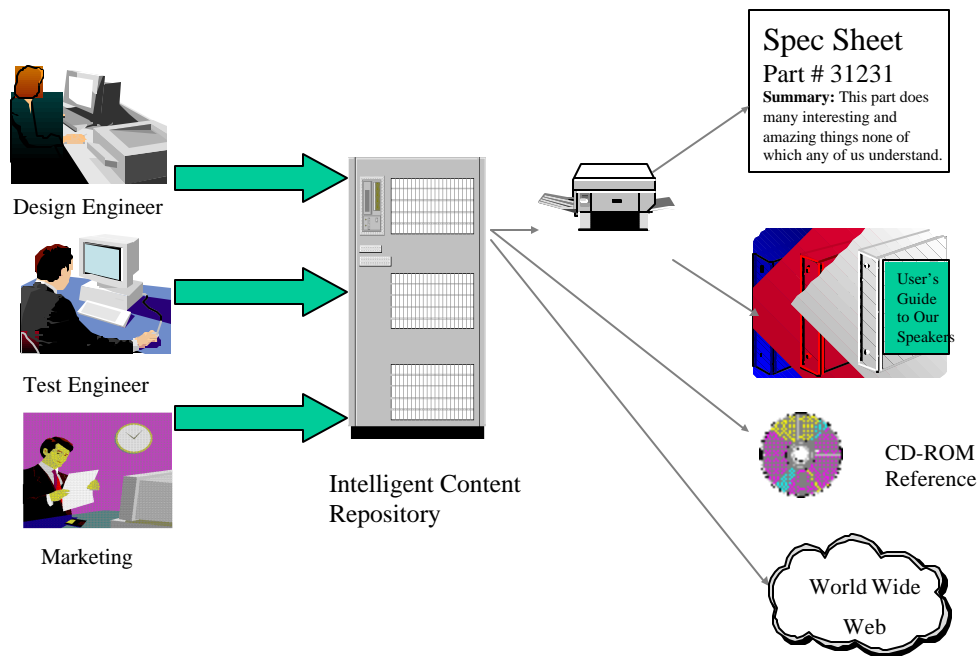 Design Engineer
Test Engineer
Marketing
Intelligent Content
Repository
Spec Sheet
Part # 31231
Summary: This part does
many interesting and
amazing things none of
which any of us understand.
User's
Guide
to Our
Speakers
CD-ROM
Reference
World Wide
Web